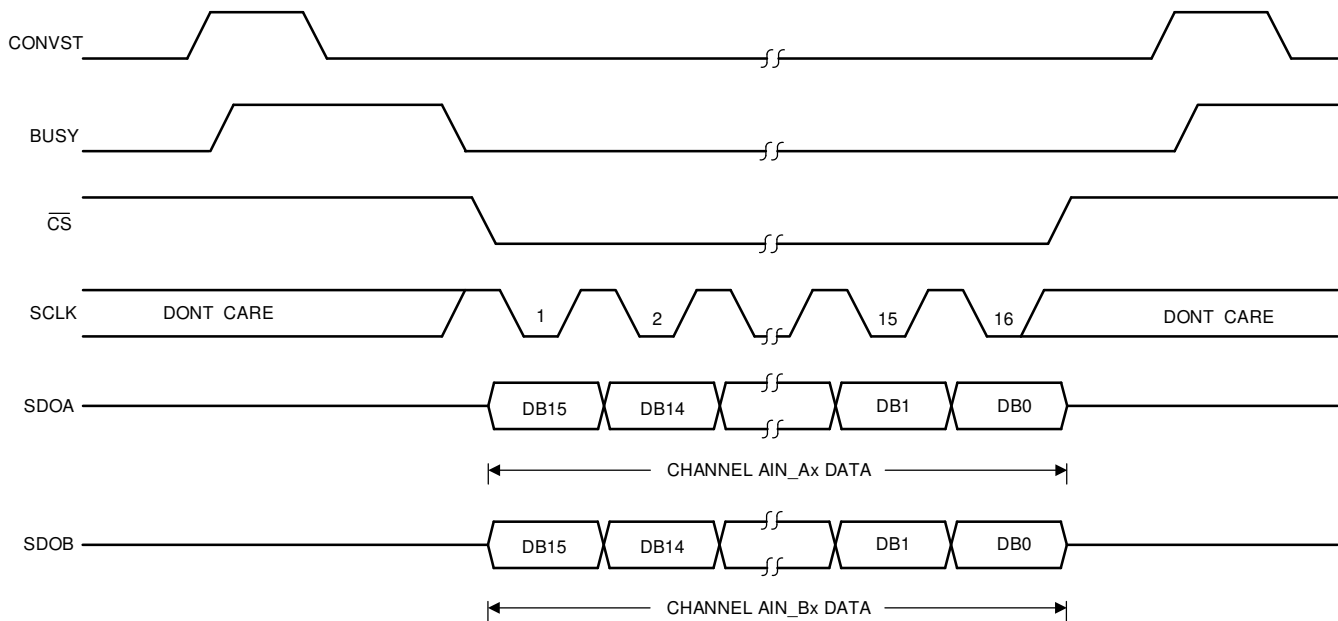 CONVST
BUSY
CS
SCLK DONT CARE 1 2 15 16 DONT CARE
SDOA DB15 DB14 DB1 DB0
CHANNEL AIN_Ax DATA
SDOB DB15 DB14 DB1 DB0
CHANNEL AIN_Bx DATA